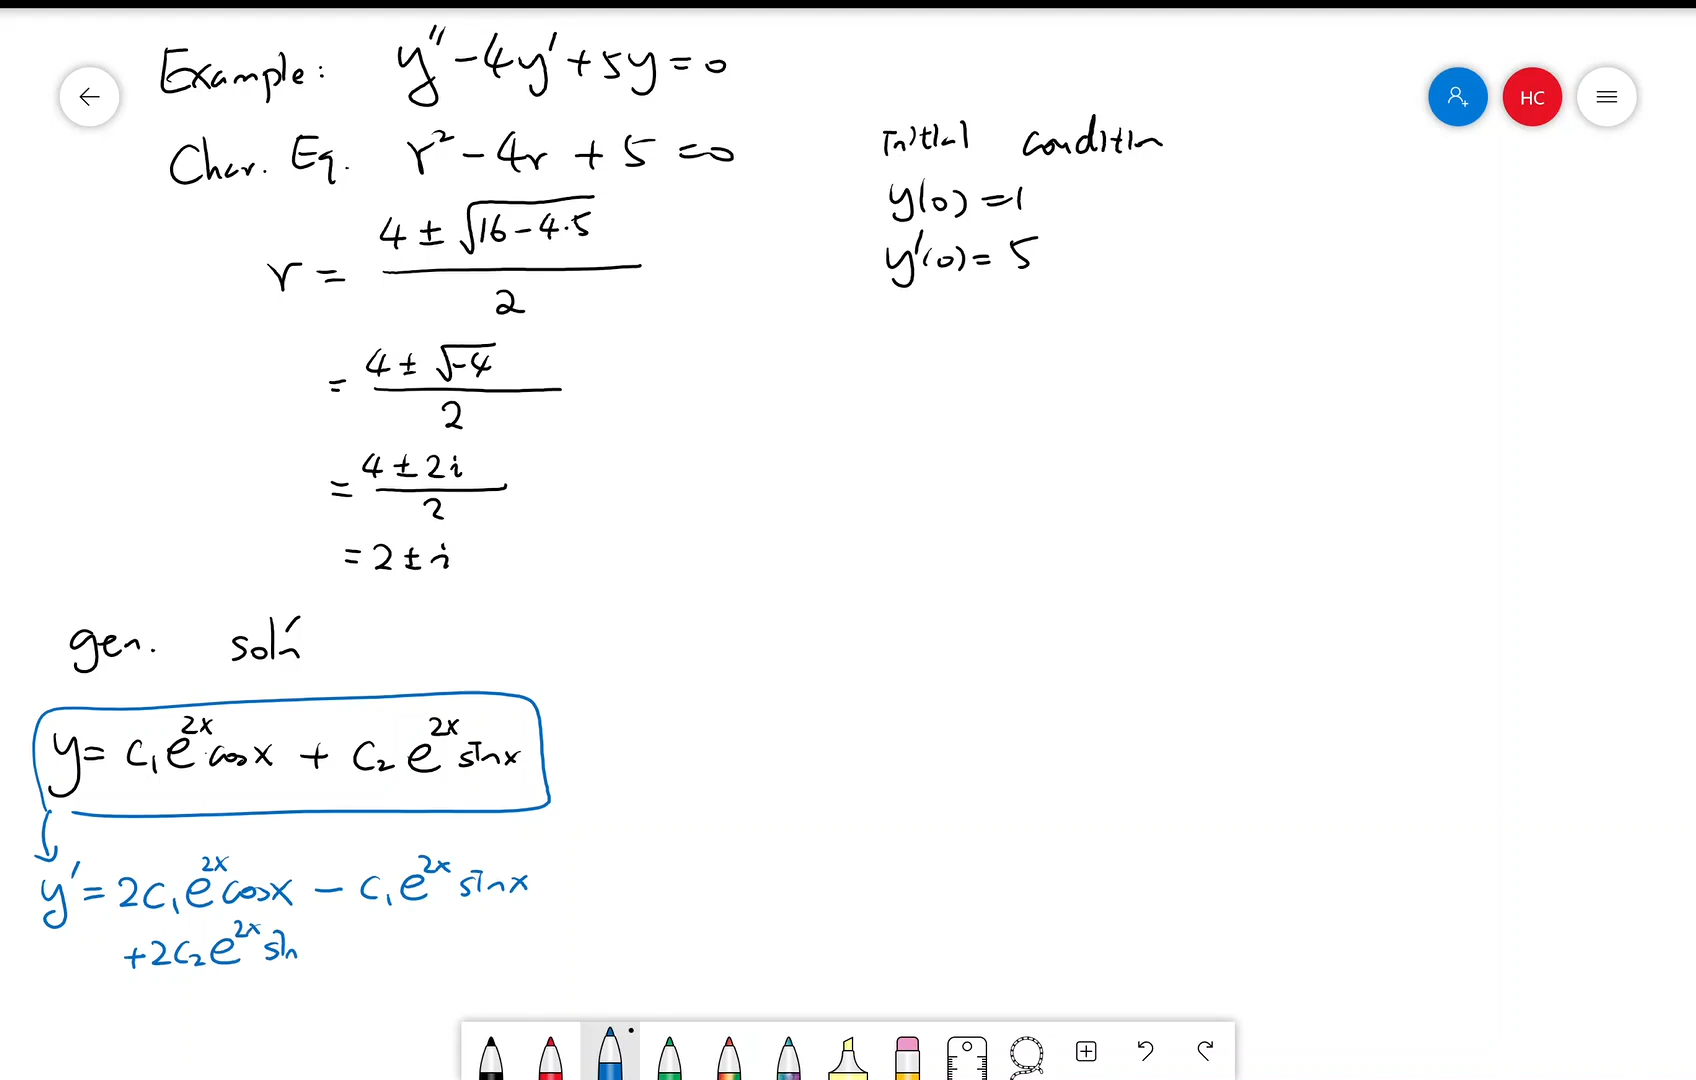 Example: y'' - 4y' + 5y = 0
Char. Eq. r² - 4r + 5 = 0
r = (4 ± √(16 - 4·5)) / 2
= (4 ± √-4) / 2
= (4 ± 2i) / 2
= 2 ± i
gen. sol'n
y = c₁e^{2x}cosx + c₂e^{2x}sinx
y' = 2c₁e^{2x}cosx - c₁e^{2x}sinx
+2c₂e^{2x}sin
Initial condition
y(0) = 1
y'(0) = 5
HC